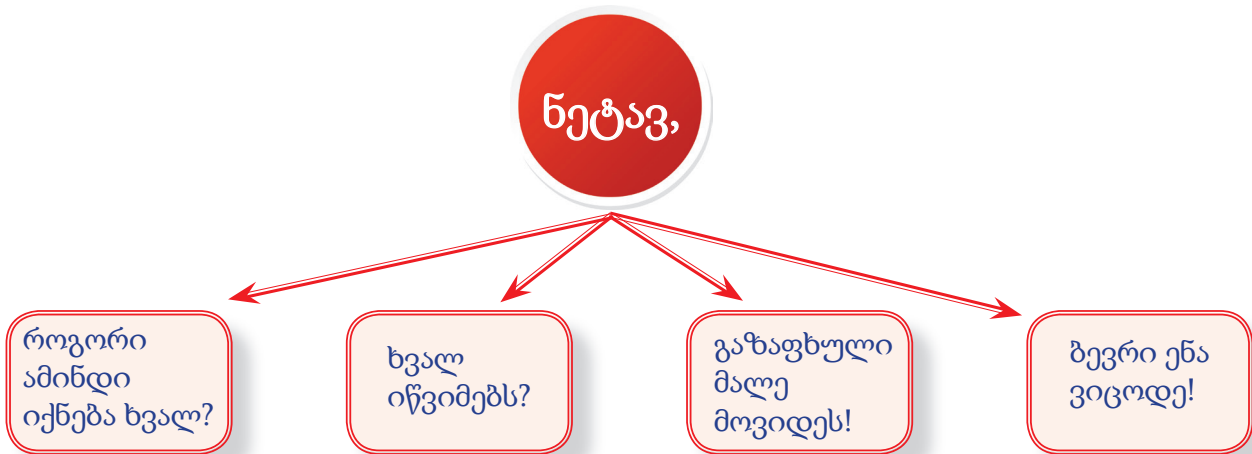 ნეტავ,
როგორი
ამინდი
იქნება ხვალ?
ხვალ
იწვიმებს?
გაზაფხული
მალე
მოვიდეს!
ბევრი ენა
ვიცოდე!